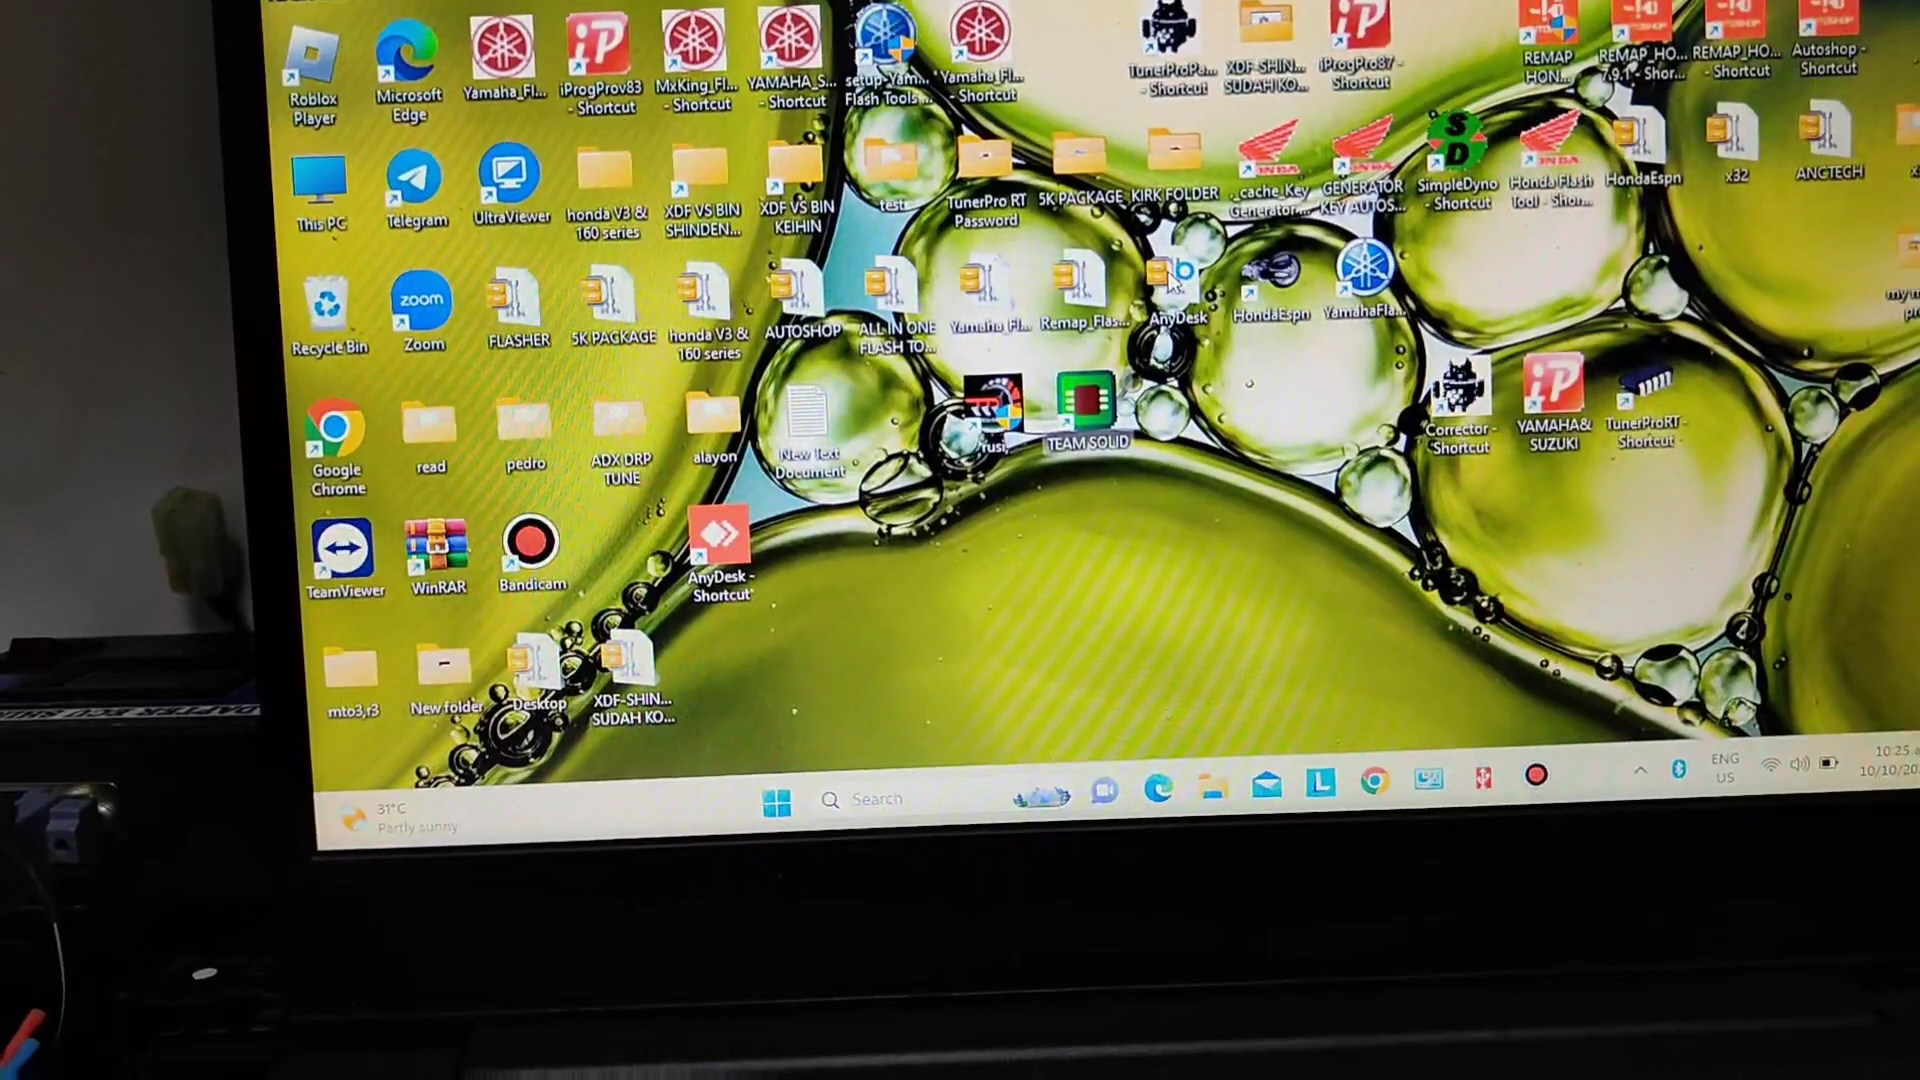 Roblox
Player
Microsoft
Edge
Yamaha_Fl...
iProgProv83
- Shortcut
MxKing_Fl...
- Shortcut
YAMAHA_S...
- Shortcut
setup-Yam...
Flash Tools...
Yamaha_Fl...
- Shortcut
TunerProPa...
- Shortcut
XDF-SHIN...
SUDAH KO...
iProgPro87 -
Shortcut
REMAP
HON...
REMAP_HO...
7.9.1 - Shor...
REMAP_HO...
- Shortcut
Autoshop -
Shortcut
This PC
Telegram
UltraViewer
honda V3 &
160 series
XDF VS BIN
SHINDEN...
XDF VS BIN
KEIHIN
test
TunerPro RT
Password
5K PACKAGE
KIRK FOLDER
_cache_Key
Generator...
GENERATOR
KEY AUTOS...
SimpleDyno
- Shortcut
Honda Flash
Tool - Shor...
HondaEspn
x32
ANCTECH
Recycle Bin
zoom
Zoom
FLASHER
5K PACKAGE
honda V3 &
160 series
AUTOSHOP
ALL IN ONE
FLASH TO...
Yamaha_Fl...
Remap_Flas...
AnyDesk
HondaEspn
YamahaFla...
Google
Chrome
read
pedro
ADX DRP
TUNE
alayon
New Text
Document
rusi,
TEAM SOLID
Corrector -
Shortcut
YAMAHA&
SUZUKI
TunerProRT -
Shortcut
TeamViewer
WinRAR
Bandicam
AnyDesk -
Shortcut
mto3,r3
New folder
Desktop
XDF-SHIN...
SUDAH KO...
31°C
Partly sunny
Search
ENG
US
10:25
10/10/20